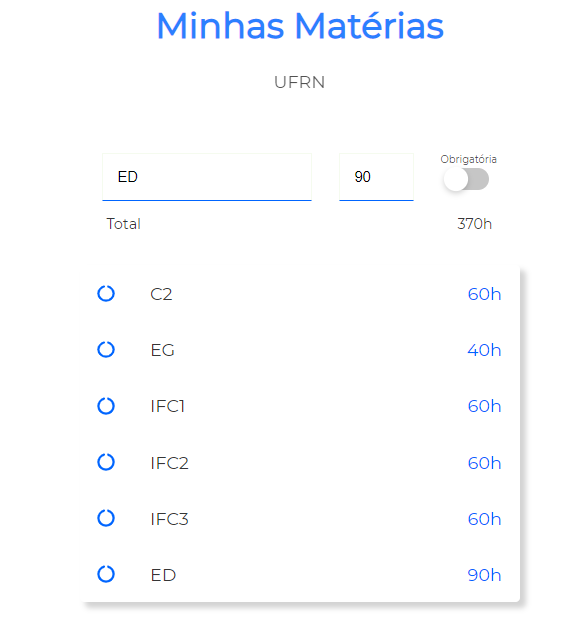 Minhas Matérias
UFRN
Obrigatória
ED 90
Total 370h
C2 60h
EG 40h
IFC1 60h
IFC2 60h
IFC3 60h
ED 90h